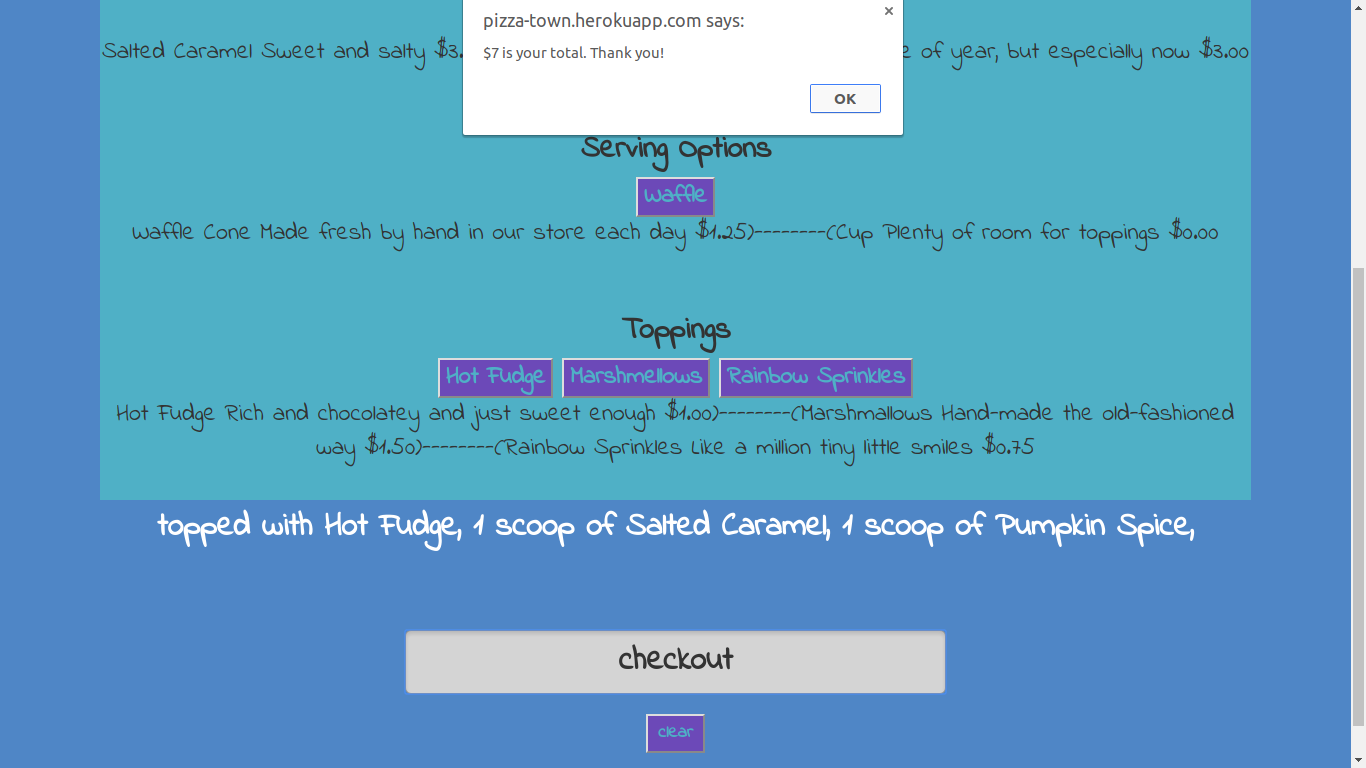 pizza-town.herokuapp.com says:
$7 is your total. Thank you!
OK
Salted Caramel Sweet and salty $3. of year, but especially now $3.00
Serving Options
Waffle
Waffle Cone Made fresh by hand in our store each day $1.25)--------(Cup Plenty of room for toppings $0.00
Toppings
Hot Fudge Marshmellows Rainbow Sprinkles
Hot Fudge Rich and chocolatey and just sweet enough $1.00)--------(Marshmallows Hand-made the old-fashioned
way $1.50)--------(Rainbow Sprinkles Like a million tiny little smiles $0.75
topped with Hot Fudge, 1 scoop of Salted Caramel, 1 scoop of Pumpkin Spice,
checkout
clear